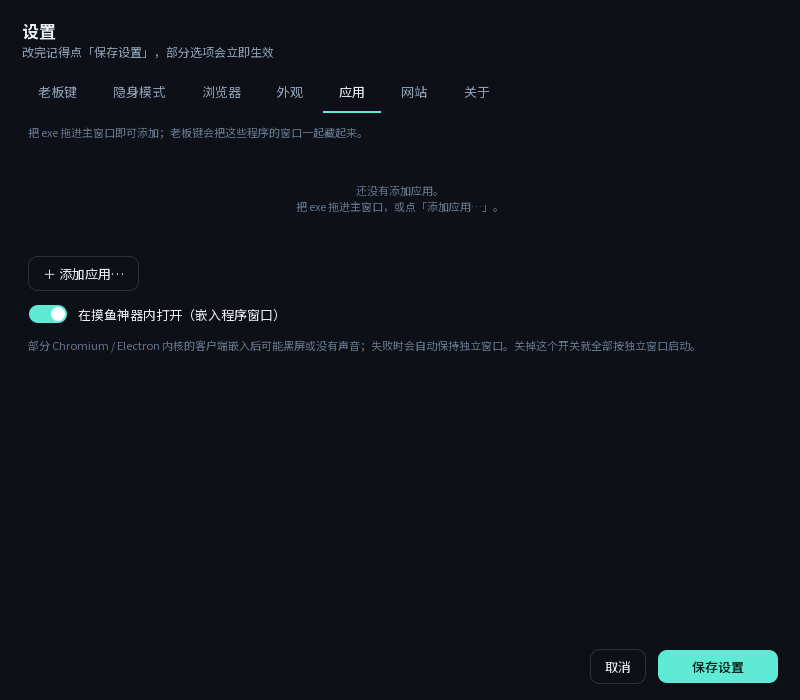 设置
改完记得点「保存设置」，部分选项会立即生效
老板键 隐身模式 浏览器 外观 应用 网站 关于
把 exe 拖进主窗口即可添加；老板键会把这些程序的窗口一起藏起来。
还没有添加应用。
把 exe 拖进主窗口，或点「添加应用…」。
＋ 添加应用…
在摸鱼神器内打开（嵌入程序窗口）
部分 Chromium / Electron 内核的客户端嵌入后可能黑屏或没有声音；失败时会自动保持独立窗口。关掉这个开关就全部按独立窗口启动。
取消 保存设置